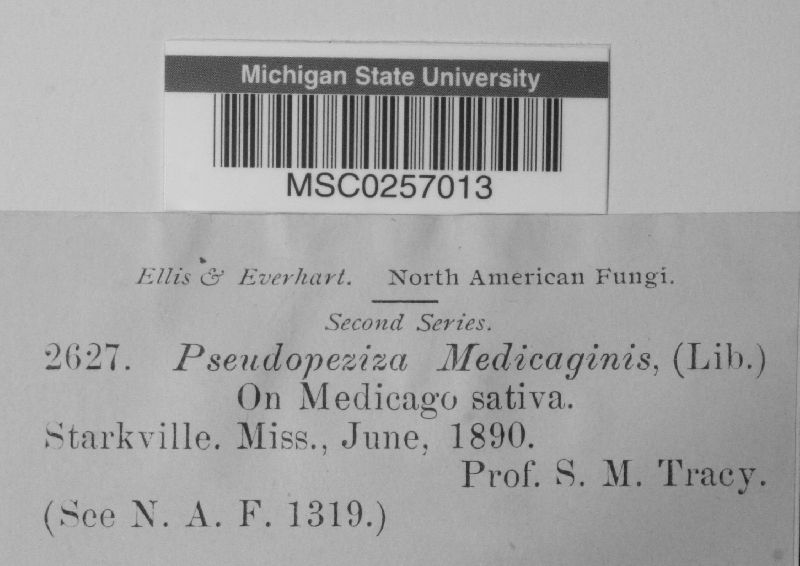 Michigan State University
MSC0257013
Ellis & Everhart. North American Fungi.
Second Series.
2627. Pseudopeziza Medicaginis, (Lib.)
On Medicago sativa.
Starkville. Miss., June, 1890.
Prof. S. M. Tracy.
(See N. A. F. 1319.)